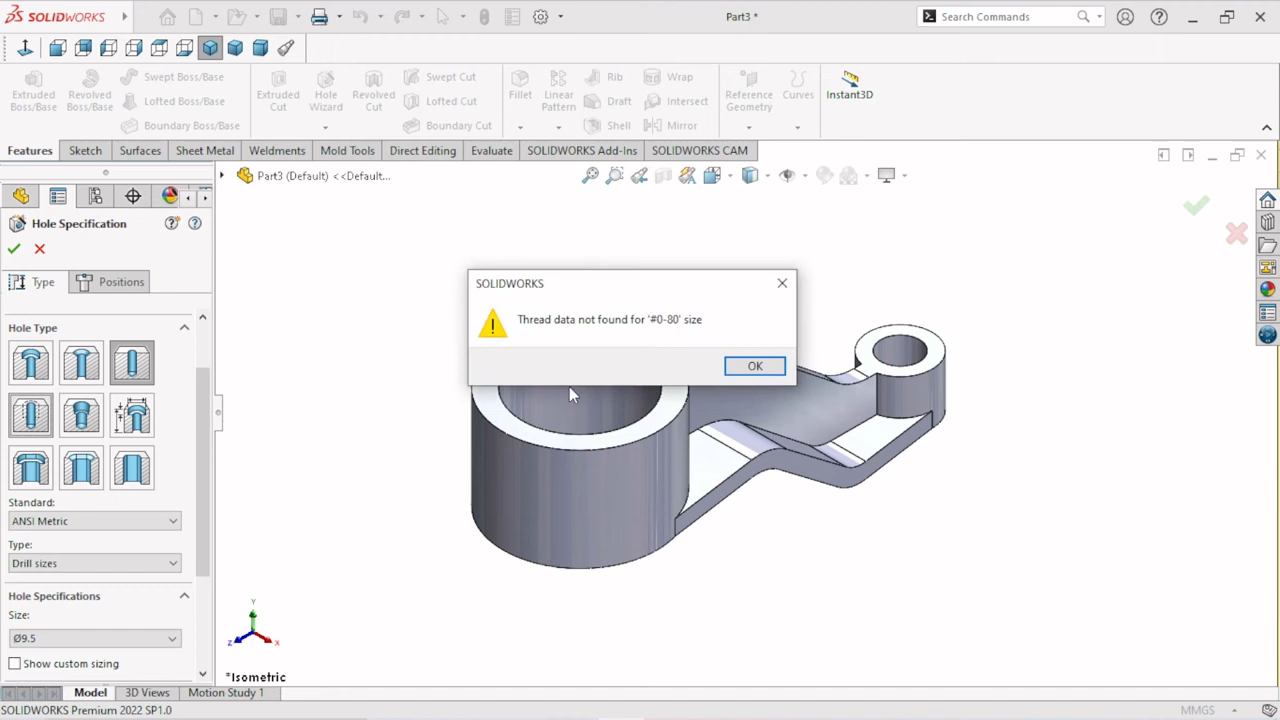 SOLIDWORKS
Part3 *
Search Commands
Extruded Boss/Base
Revolved Boss/Base
Swept Boss/Base
Lofted Boss/Base
Boundary Boss/Base
Extruded Cut
Hole Wizard
Revolved Cut
Swept Cut
Lofted Cut
Boundary Cut
Fillet
Linear Pattern
Rib
Draft
Shell
Wrap
Intersect
Mirror
Reference Geometry
Curves
Instant3D
Features
Sketch
Surfaces
Sheet Metal
Weldments
Mold Tools
Direct Editing
Evaluate
SOLIDWORKS Add-Ins
SOLIDWORKS CAM
Part3 (Default) <<Default...
Hole Specification
Type
Positions
Hole Type
Standard:
ANSI Metric
Type:
Drill sizes
Hole Specifications
Size:
Ø9.5
Show custom sizing
SOLIDWORKS
Thread data not found for '#0-80' size
OK
Y
Z
X
*Isometric
Model
3D Views
Motion Study 1
SOLIDWORKS Premium 2022 SP1.0
MMGS